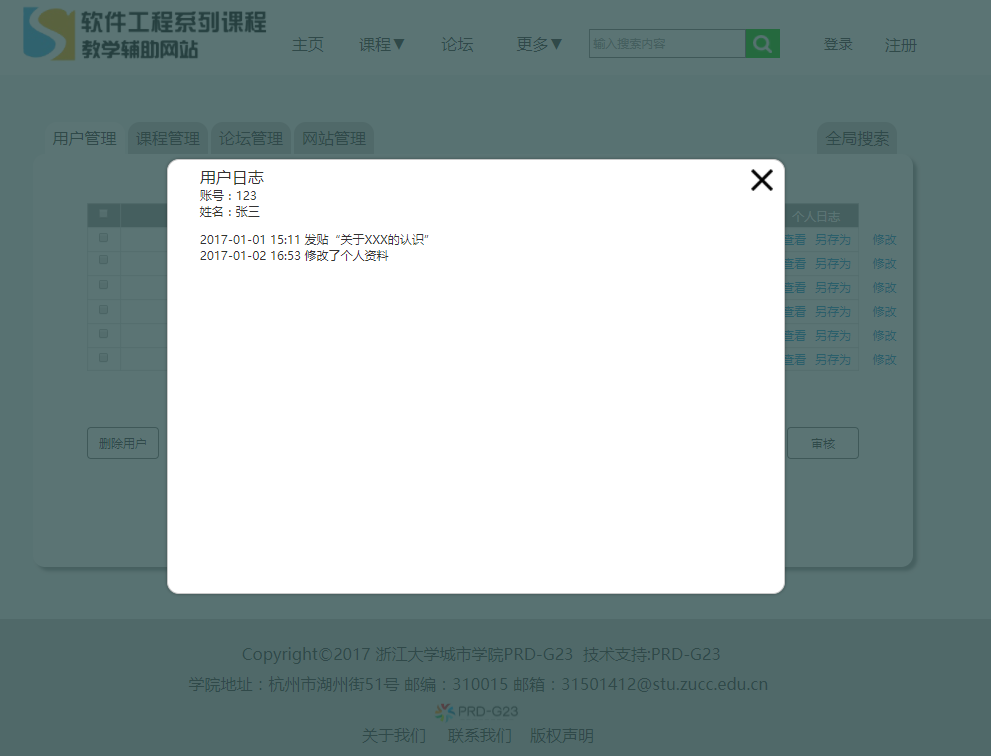 软件工程系列课程
教学辅助网站
主页 课程▼ 论坛 更多▼ 输入搜索内容 登录 注册
用户管理 课程管理 论坛管理 网站管理 全局搜索
用户日志
账号：123
姓名：张三
2017-01-01 15:11 发贴“关于XXX的认识”
2017-01-02 16:53 修改了个人资料
个人日志
查看 另存为 修改
查看 另存为 修改
查看 另存为 修改
查看 另存为 修改
查看 另存为 修改
查看 另存为 修改
删除用户 审核
Copyright©2017 浙江大学城市学院PRD-G23 技术支持:PRD-G23
学院地址：杭州市湖州街51号 邮编：310015 邮箱：31501412@stu.zucc.edu.cn
PRD-G23
关于我们 联系我们 版权声明